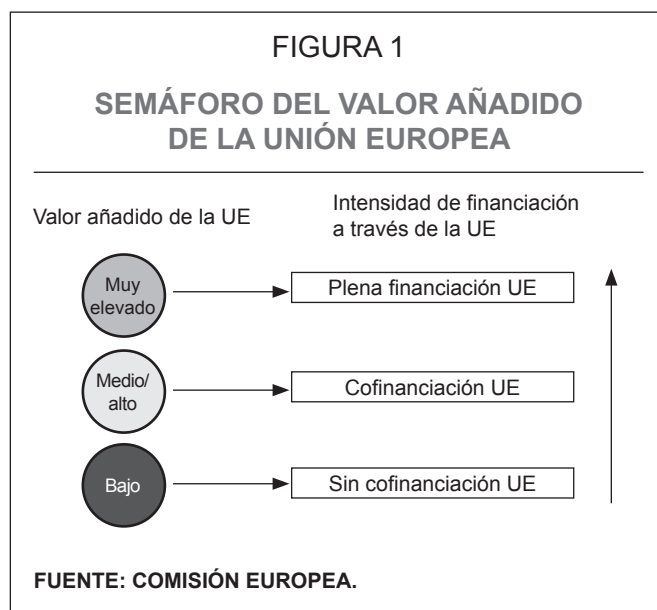 FIGURA 1
SEMÁFORO DEL VALOR AÑADIDO
DE LA UNIÓN EUROPEA
Valor añadido de la UE
Intensidad de financiación
a través de la UE
Muy
elevado
Plena financiación UE
Medio/
alto
Cofinanciación UE
Bajo
Sin cofinanciación UE
FUENTE: COMISIÓN EUROPEA.